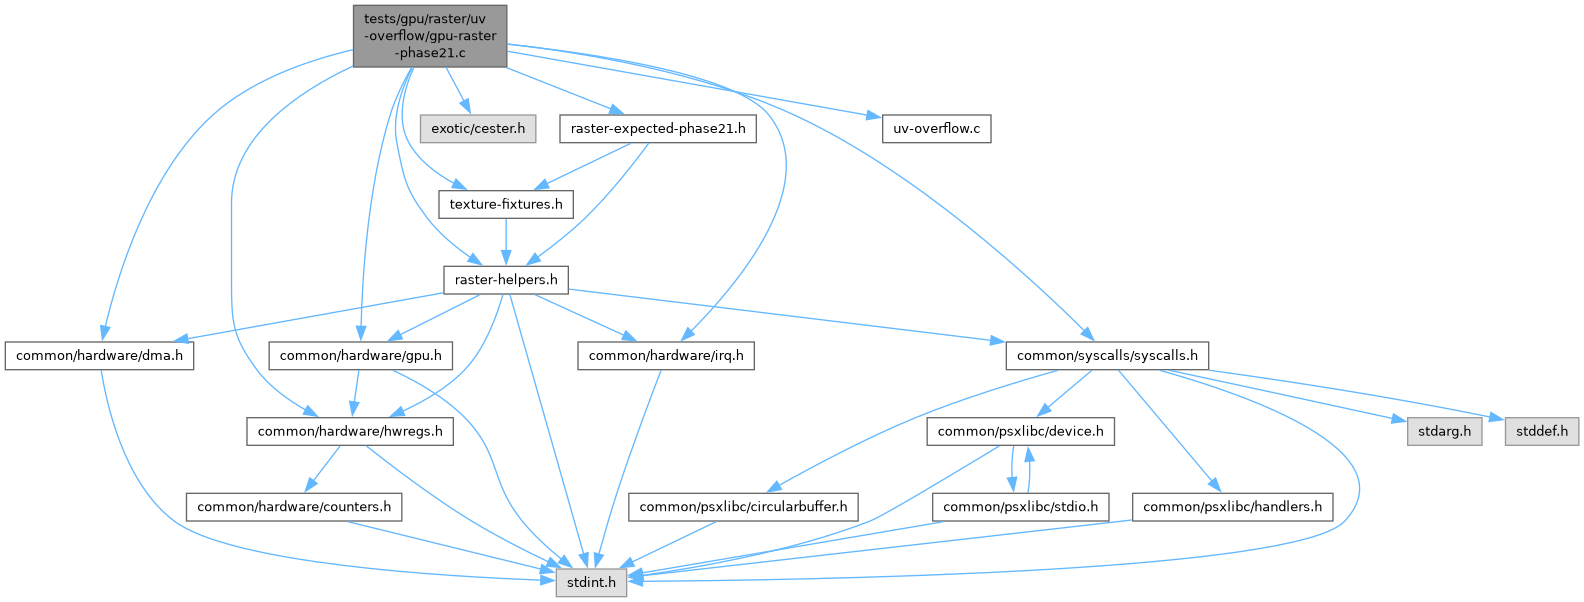 tests/gpu/raster/uv
-overflow/gpu-raster
-phase21.c
exotic/cester.h
raster-expected-phase21.h
uv-overflow.c
texture-fixtures.h
raster-helpers.h
common/hardware/dma.h
common/hardware/gpu.h
common/hardware/irq.h
common/syscalls/syscalls.h
common/hardware/hwregs.h
common/psxlibc/device.h
stdarg.h
stddef.h
common/hardware/counters.h
common/psxlibc/circularbuffer.h
common/psxlibc/stdio.h
common/psxlibc/handlers.h
stdint.h